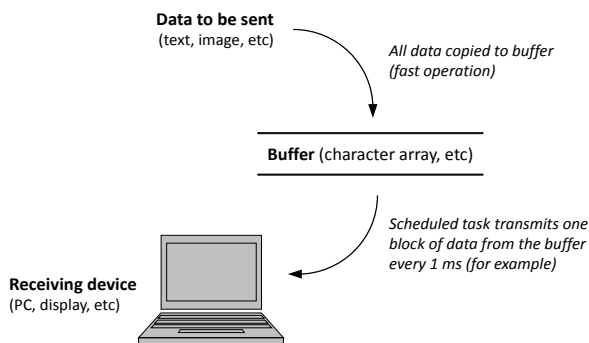 Data to be sent
(text, image, etc)
All data copied to buffer
(fast operation)
Buffer (character array, etc)
Scheduled task transmits one
block of data from the buffer
every 1 ms (for example)
Receiving device
(PC, display, etc)